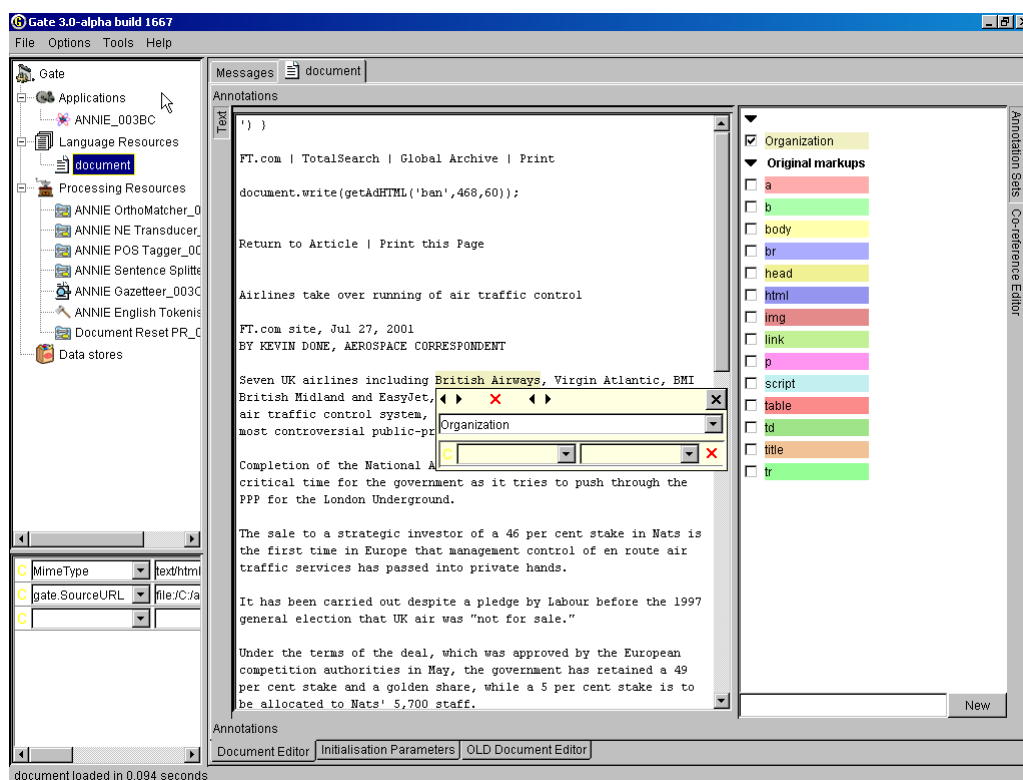 Gate 3.0-alpha build 1667
File Options Tools Help
Gate
Applications
ANNIE_003BC
Language Resources
document
Processing Resources
ANNIE OrthoMatcher_0
ANNIE NE Transducer_
ANNIE POS Tagger_00
ANNIE Sentence Splitte
ANNIE Gazetteer_003C
ANNIE English Tokenis
Document Reset PR_0
Data stores
C MimeType text/html
C gate.SourceURL file:/C:/a
C
Messages document
Annotations
Text
') )
FT.com | TotalSearch | Global Archive | Print
document.write(getAdHTML('ban',468,60));
Return to Article | Print this Page
Airlines take over running of air traffic control
FT.com site, Jul 27, 2001
BY KEVIN DONE, AEROSPACE CORRESPONDENT
Seven UK airlines including British Airways, Virgin Atlantic, BMI
British Midland and EasyJet,
air traffic control system,
most controversial public-pr
Organization
C
Completion of the National A
critical time for the government as it tries to push through the
PPP for the London Underground.
The sale to a strategic investor of a 46 per cent stake in Nats is
the first time in Europe that management control of en route air
traffic services has passed into private hands.
It has been carried out despite a pledge by Labour before the 1997
general election that UK air was "not for sale."
Under the terms of the deal, which was approved by the European
competition authorities in May, the government has retained a 49
per cent stake and a golden share, while a 5 per cent stake is to
be allocated to Nats' 5,700 staff.
Organization
Original markups
a
b
body
br
head
html
img
link
p
script
table
td
title
tr
New
Annotation Sets
Co-reference Editor
Annotations
Document Editor Initialisation Parameters OLD Document Editor
document loaded in 0.094 seconds